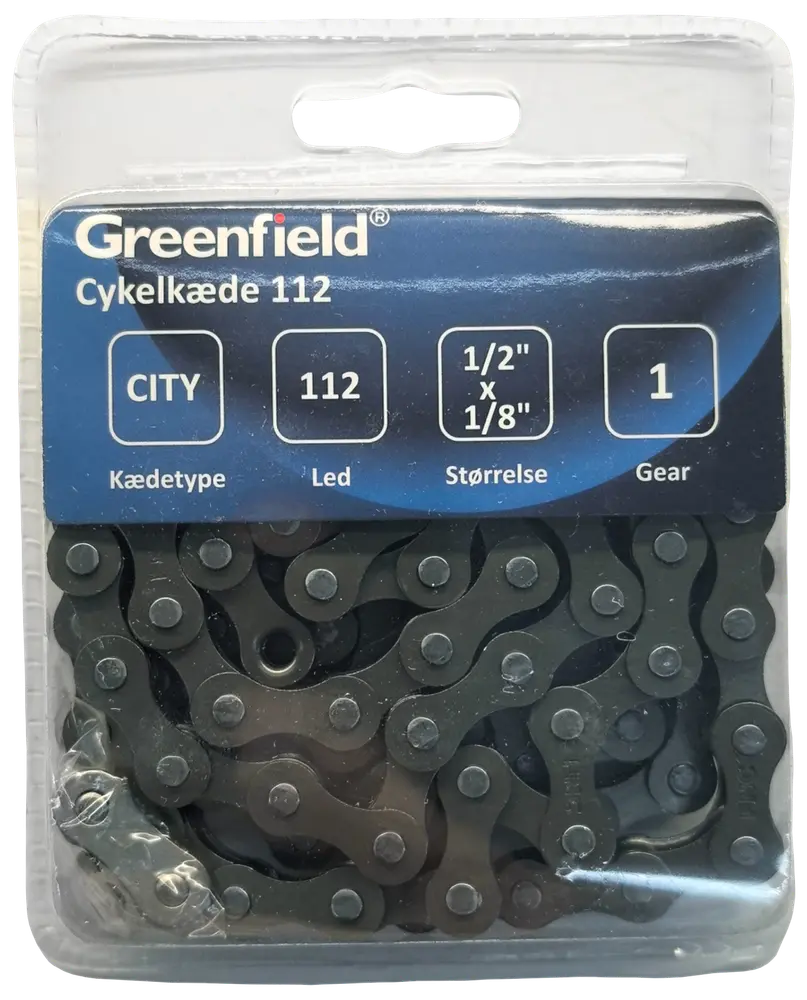 Greenfield®
Cykelkæde 112
CITY
Kædetype
112
Led
1/2"
x
1/8"
Størrelse
1
Gear